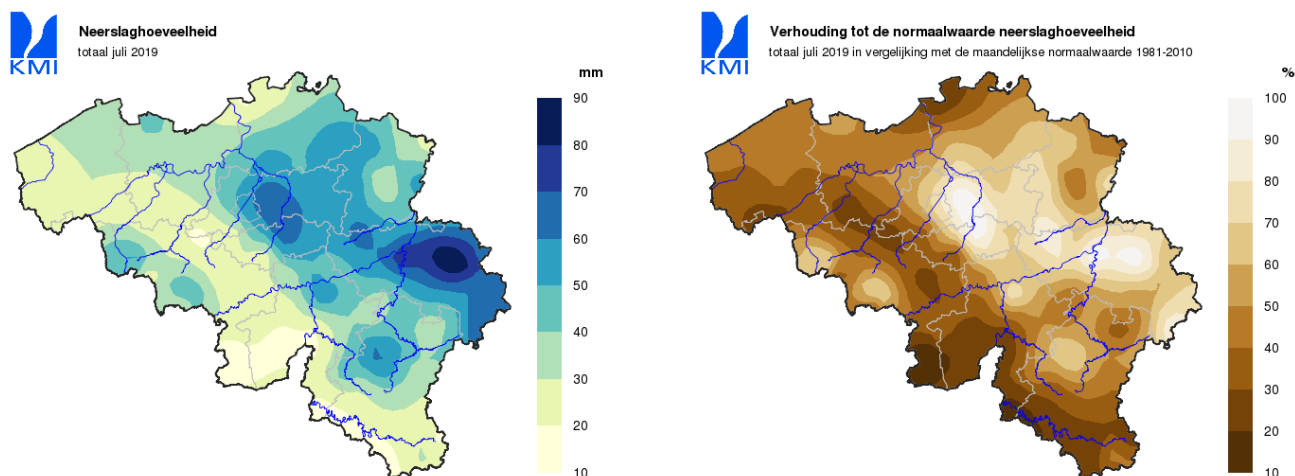 KMI
Neerslaghoeveelheid
totaal juli 2019
mm
90
80
70
60
50
40
30
20
10
KMI
Verhouding tot de normaalwaarde neerslaghoeveelheid
totaal juli 2019 in vergelijking met de maandelijkse normaalwaarde 1981-2010
%
100
90
80
70
60
50
40
30
20
10